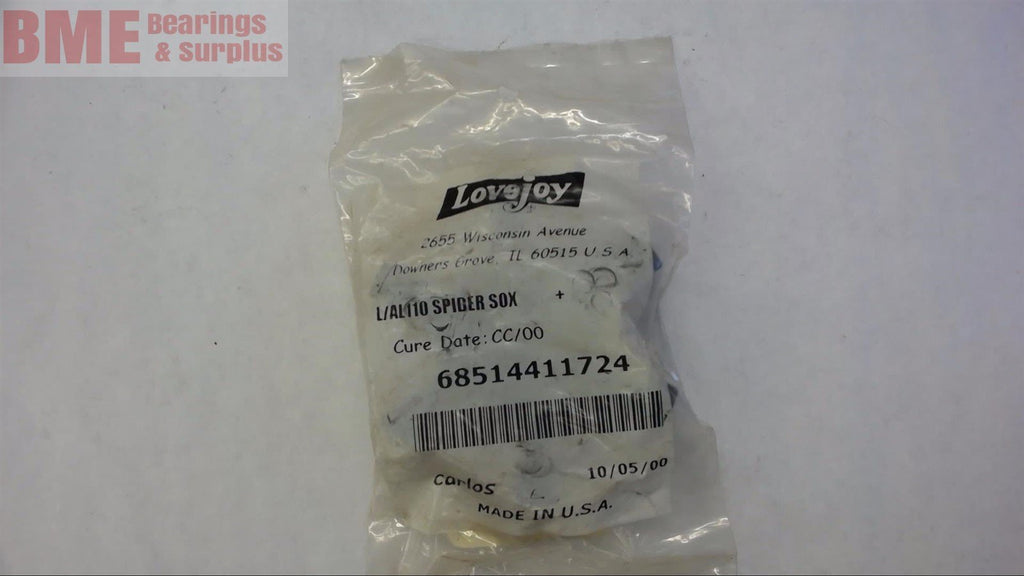 BME Bearings & Surplus
Lovejoy
2655 Wisconsin Avenue
Downers Grove, IL 60515 U S A
L/AL110 SPIDER SOX +
Cure Date: CC/00
68514411724
10/05/00
Carlos
MADE IN U.S.A.